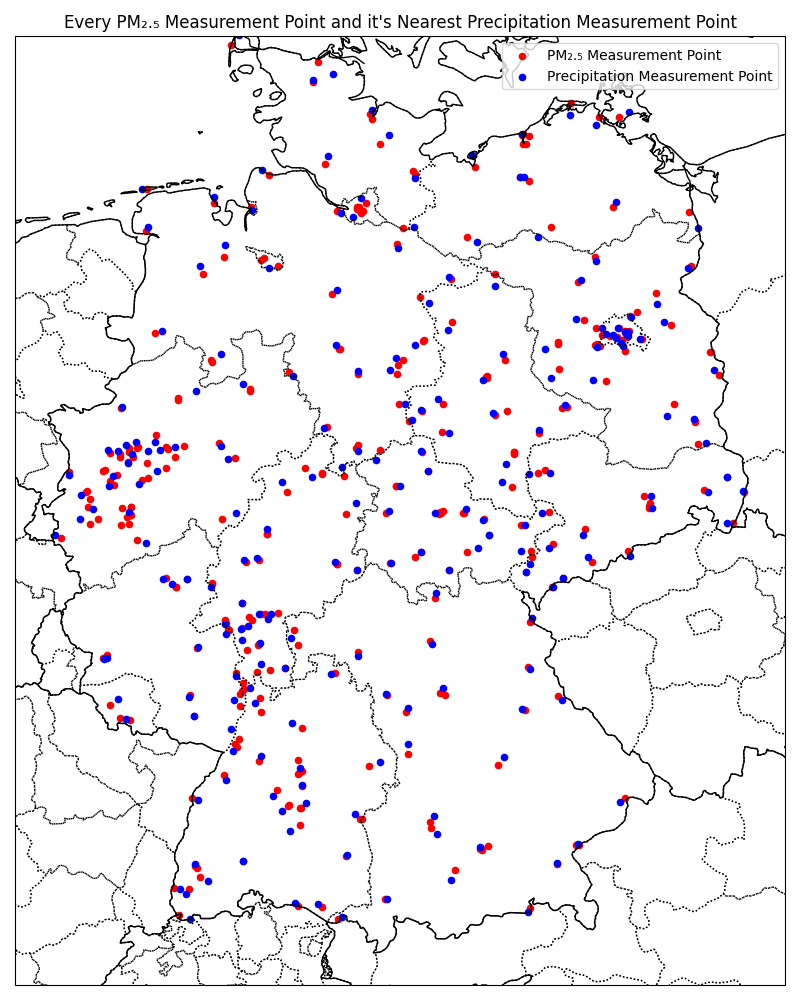 Every PM₂.₅ Measurement Point and it's Nearest Precipitation Measurement Point
PM₂.₅ Measurement Point
Precipitation Measurement Point